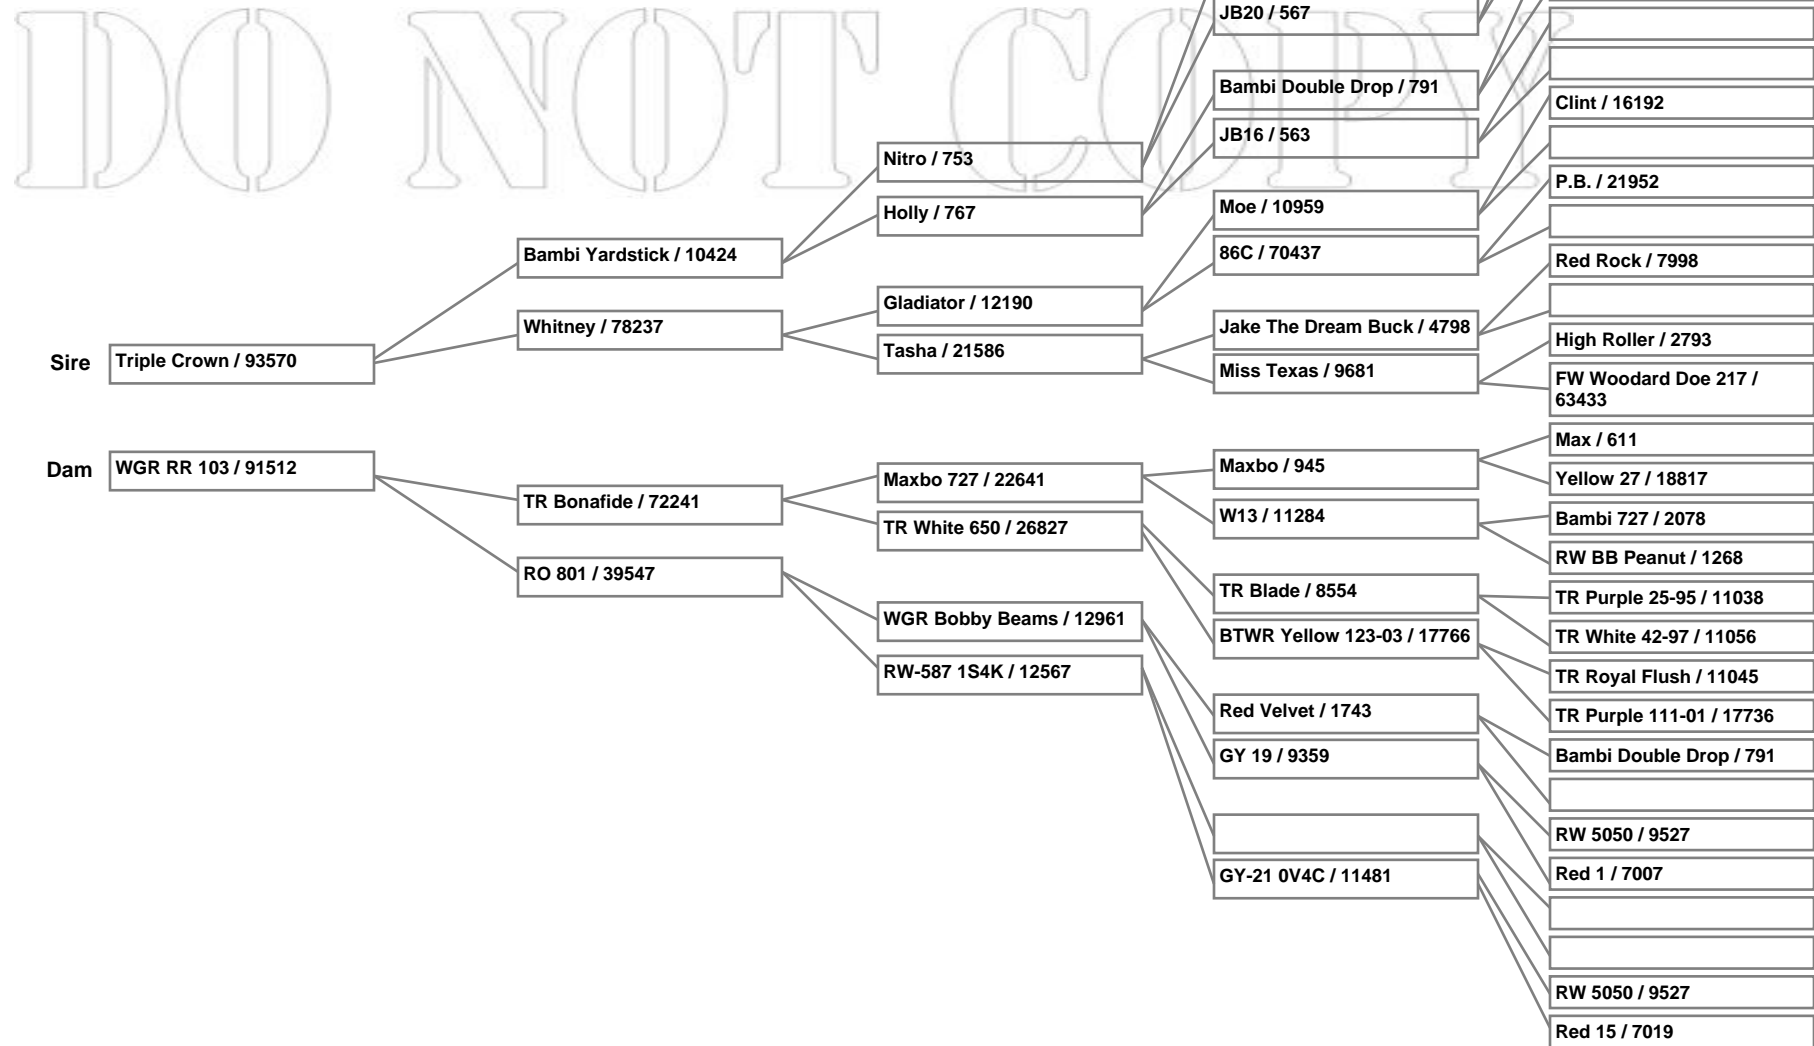 DO NOT COPY
Sire
Triple Crown / 93570
Dam
WGR RR 103 / 91512
Bambi Yardstick / 10424
Whitney / 78237
TR Bonafide / 72241
RO 801 / 39547
Nitro / 753
Holly / 767
Gladiator / 12190
Tasha / 21586
Maxbo 727 / 22641
TR White 650 / 26827
WGR Bobby Beams / 12961
RW-587 1S4K / 12567
JB20 / 567
Bambi Double Drop / 791
JB16 / 563
Moe / 10959
86C / 70437
Jake The Dream Buck / 4798
Miss Texas / 9681
Maxbo / 945
W13 / 11284
TR Blade / 8554
BTWR Yellow 123-03 / 17766
Red Velvet / 1743
GY 19 / 9359
GY-21 0V4C / 11481
Clint / 16192
P.B. / 21952
Red Rock / 7998
High Roller / 2793
FW Woodard Doe 217 /
63433
Max / 611
Yellow 27 / 18817
Bambi 727 / 2078
RW BB Peanut / 1268
TR Purple 25-95 / 11038
TR White 42-97 / 11056
TR Royal Flush / 11045
TR Purple 111-01 / 17736
Bambi Double Drop / 791
RW 5050 / 9527
Red 1 / 7007
RW 5050 / 9527
Red 15 / 7019